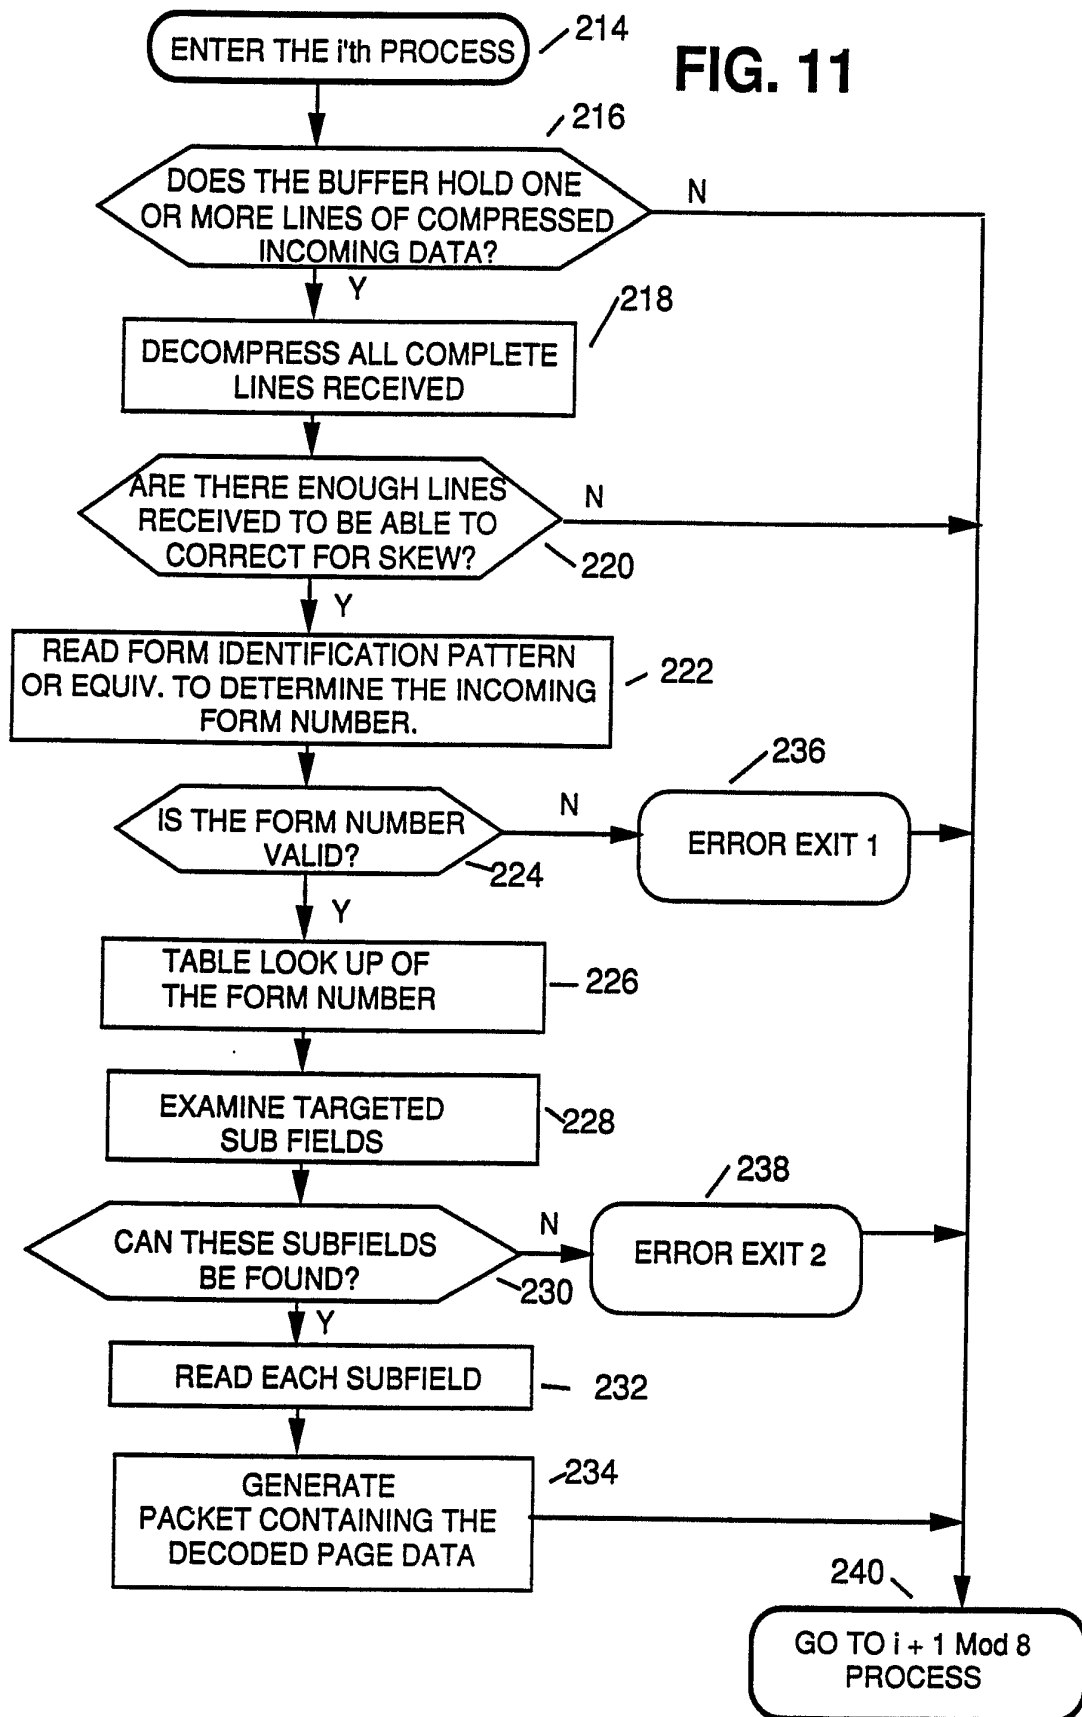 ENTER THE i'th PROCESS
214
FIG. 11
216
DOES THE BUFFER HOLD ONE
OR MORE LINES OF COMPRESSED
INCOMING DATA?
N
Y
218
DECOMPRESS ALL COMPLETE
LINES RECEIVED
ARE THERE ENOUGH LINES
RECEIVED TO BE ABLE TO
CORRECT FOR SKEW?
N
220
Y
READ FORM IDENTIFICATION PATTERN
OR EQUIV. TO DETERMINE THE INCOMING
FORM NUMBER.
222
236
IS THE FORM NUMBER
VALID?
N
224
ERROR EXIT 1
Y
TABLE LOOK UP OF
THE FORM NUMBER
226
EXAMINE TARGETED
SUB FIELDS
228
238
CAN THESE SUBFIELDS
BE FOUND?
N
230
ERROR EXIT 2
Y
READ EACH SUBFIELD
232
234
GENERATE
PACKET CONTAINING THE
DECODED PAGE DATA
240
GO TO i + 1 Mod 8
PROCESS